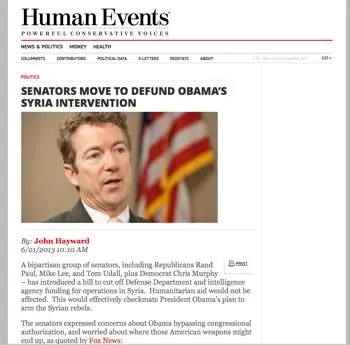 Human Events®
POWERFUL CONSERVATIVE VOICES
NEWS & POLITICS MONEY HEALTH
COLUMNISTS CONTRIBUTORS POLITICAL DATA E-LETTERS REDSTATE ABOUT
GO
POLITICS
SENATORS MOVE TO DEFUND OBAMA'S
SYRIA INTERVENTION
By: John Hayward
6/21/2013 10:10 AM
PRINT
A bipartisan group of senators, including Republicans Rand
Paul, Mike Lee, and Tom Udall, plus Democrat Chris Murphy
– has introduced a bill to cut off Defense Department and intelligence
agency funding for operations in Syria. Humanitarian aid would not be
affected. This would effectively checkmate President Obama's plan to
arm the Syrian rebels.
The senators expressed concerns about Obama bypassing congressional
authorization, and worried about where those American weapons might
end up, as quoted by Fox News: